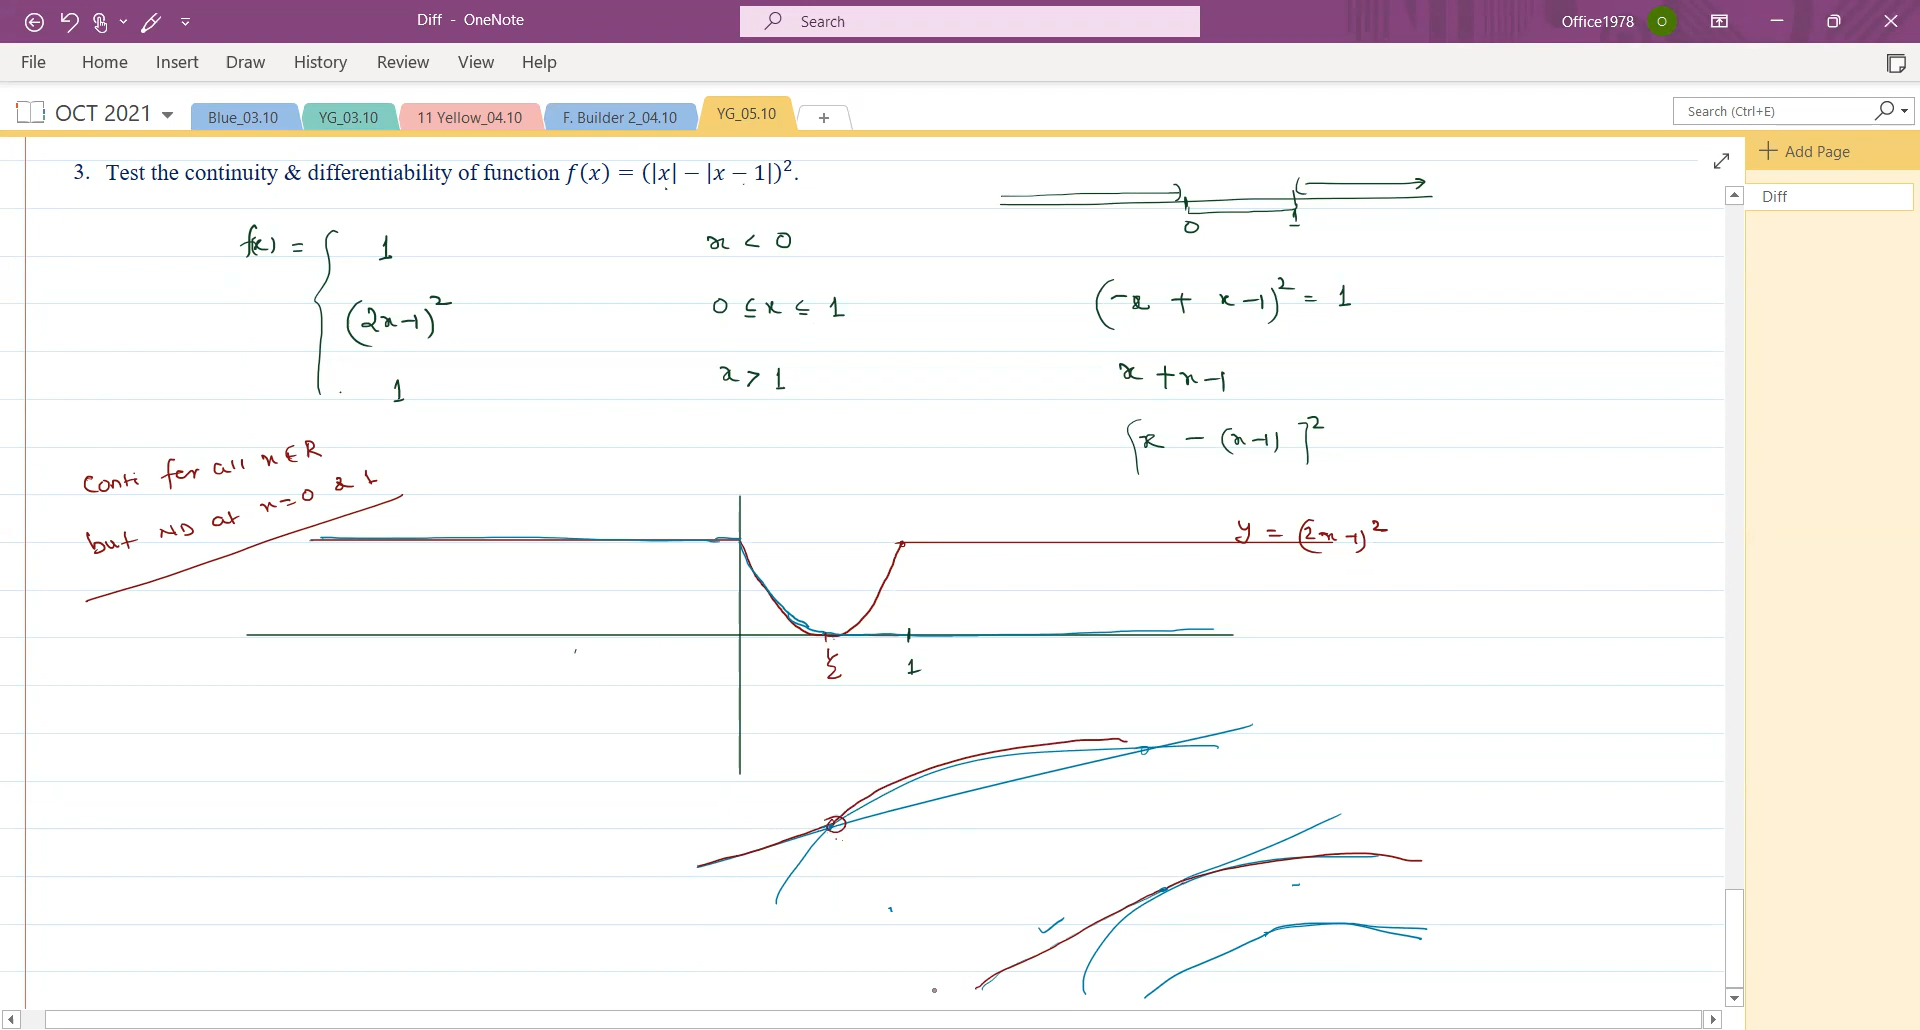 Diff - OneNote
Search
Office1978
O
File Home Insert Draw History Review View Help
OCT 2021
Blue_03.10
YG_03.10
11 Yellow_04.10
F. Builder 2_04.10
YG_05.10
+
Search (Ctrl+E)
Add Page
Diff
3. Test the continuity & differentiability of function f(x) = (|x| − |x − 1|)².
0 1
f(x) = { 1 x < 0
(2x-1)² 0 ≤ x ≤ 1
1 x > 1
(-x + x-1)² = 1
x + x-1
[x - (x-1)]²
Conti for all x ∈ R
but ND at x=0 & 1
y = (2x-1)²
1/2
1